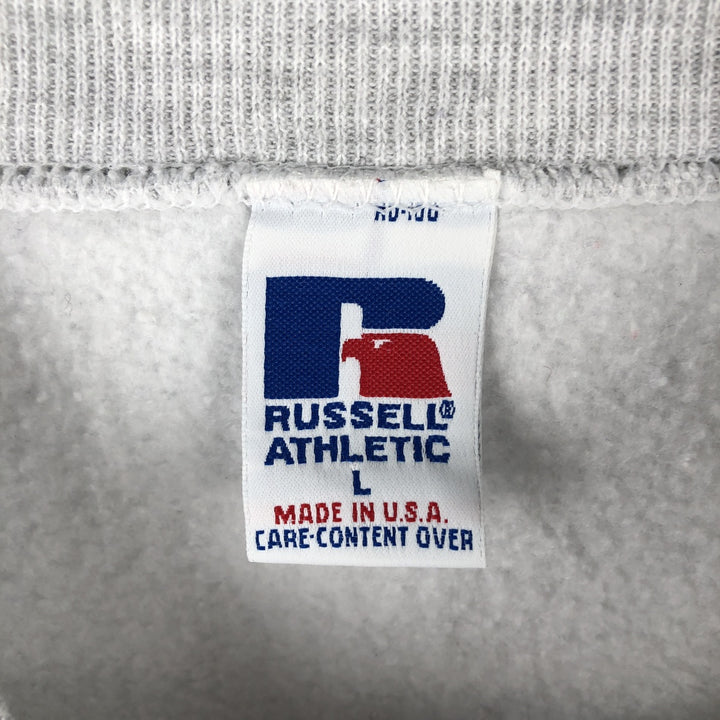 RUSSELL®
ATHLETIC
L
MADE IN U.S.A.
CARE-CONTENT OVER